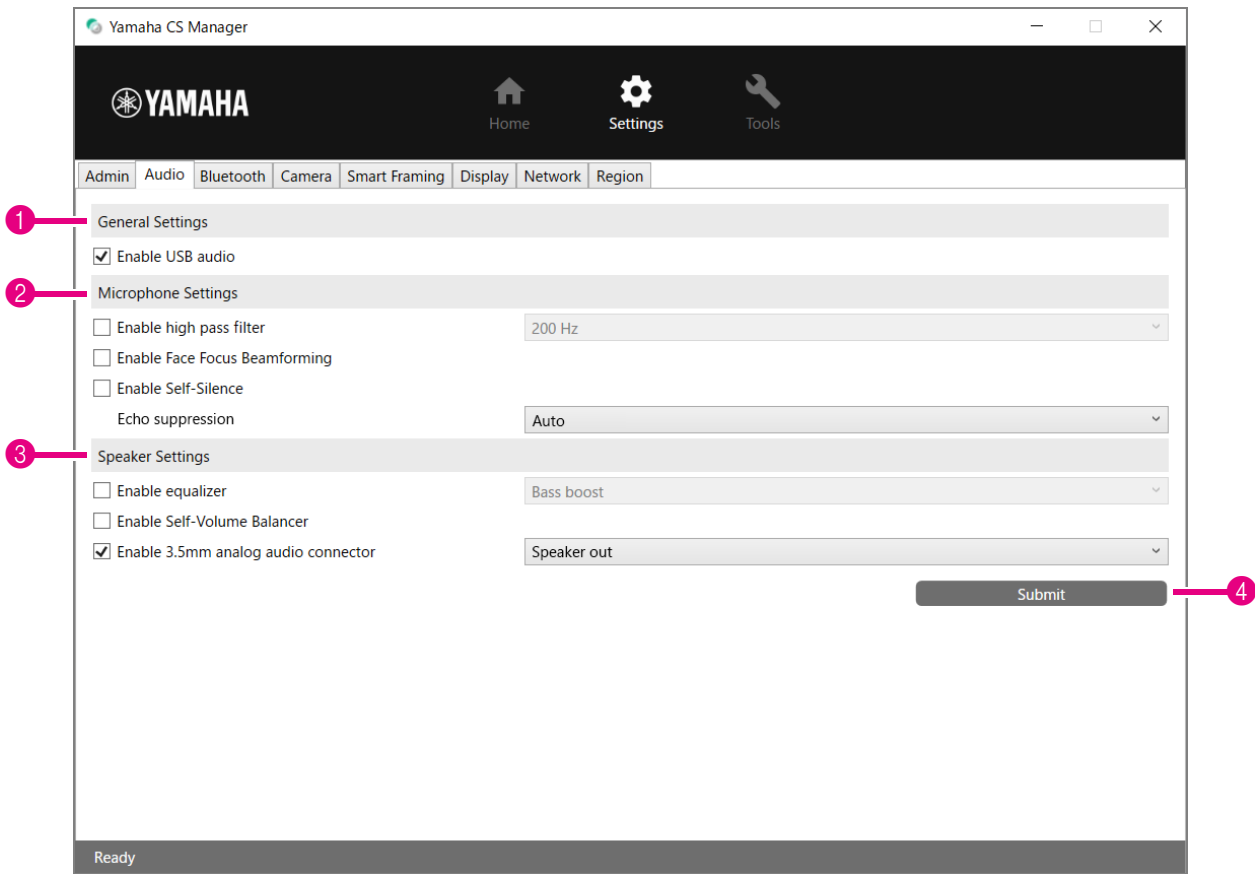 Yamaha CS Manager
YAMAHA
Home
Settings
Tools
Admin Audio Bluetooth Camera Smart Framing Display Network Region
1
General Settings
Enable USB audio
2
Microphone Settings
Enable high pass filter 200 Hz
Enable Face Focus Beamforming
Enable Self-Silence
Echo suppression Auto
3
Speaker Settings
Enable equalizer Bass boost
Enable Self-Volume Balancer
Enable 3.5mm analog audio connector Speaker out
Submit
4
Ready